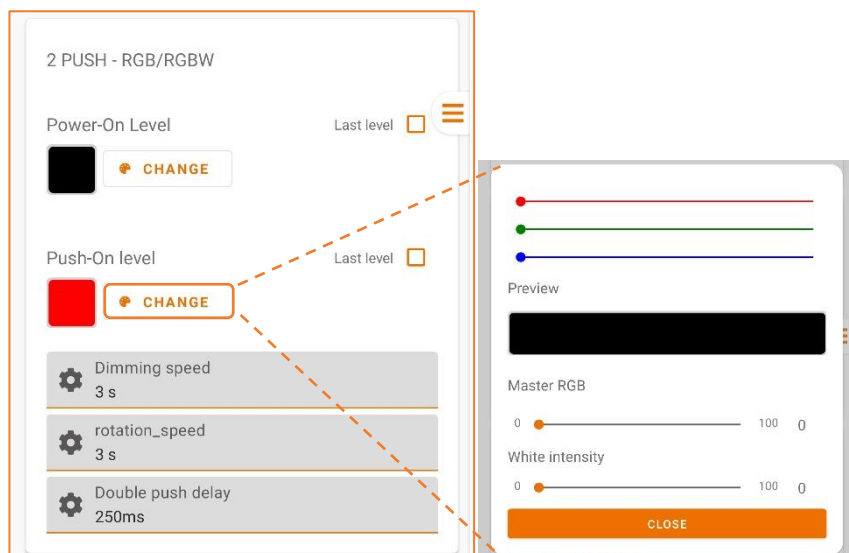 2 PUSH - RGB/RGBW
Power-On Level
Last level
CHANGE
Push-On level
Last level
CHANGE
Dimming speed
3 s
rotation_speed
3 s
Double push delay
250ms
Preview
Master RGB
0 100 0
White intensity
0 100 0
CLOSE